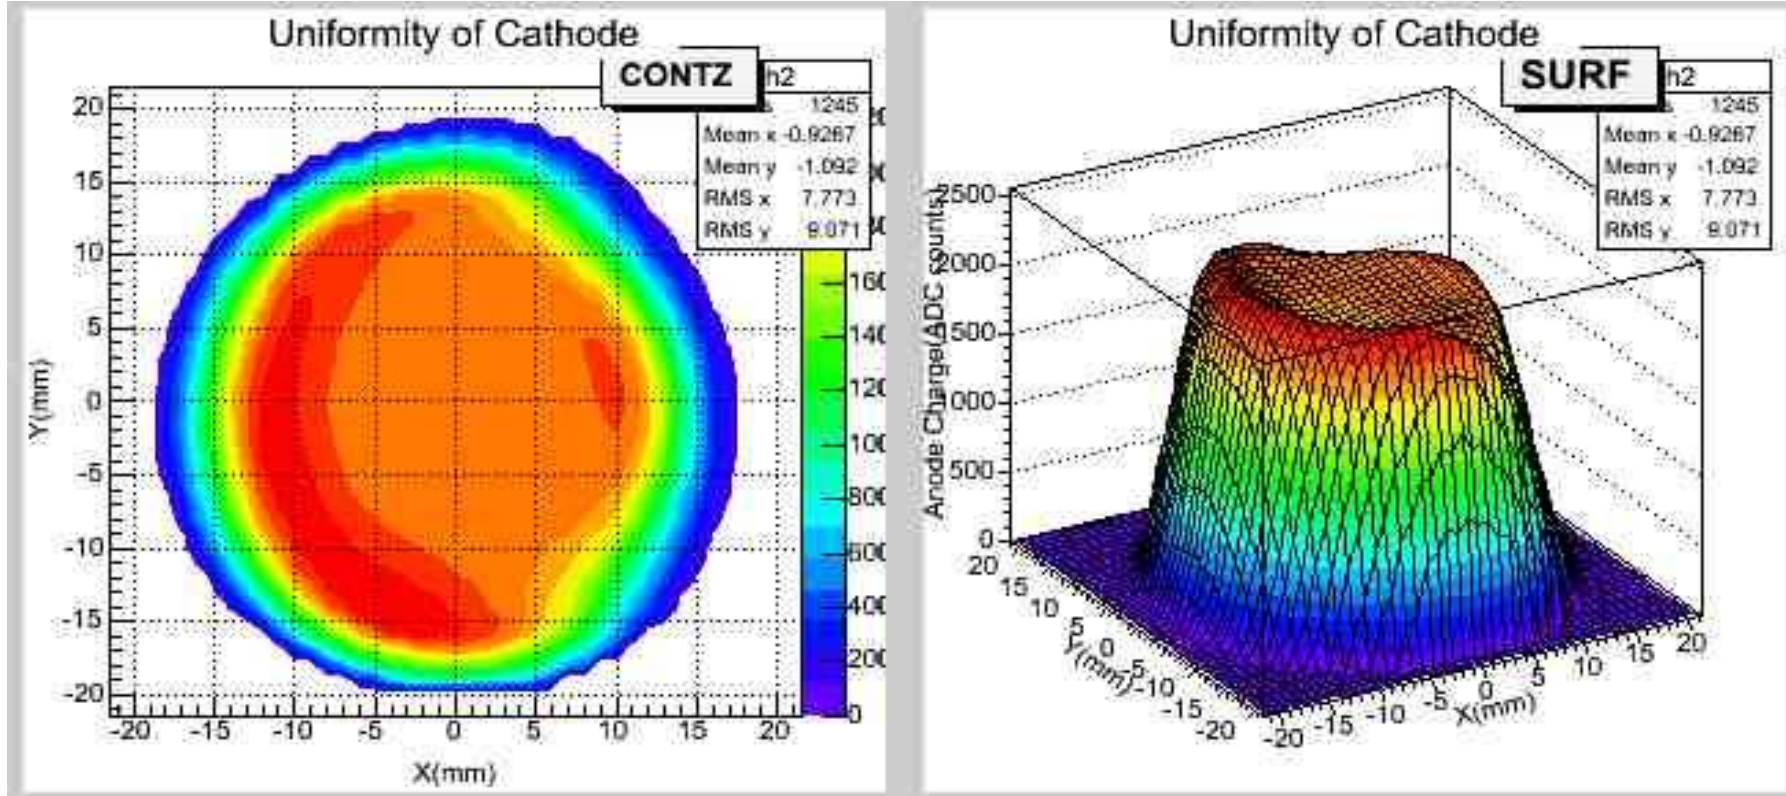 Uniformity of Cathode
CONTZ
h2
1245
Mean x -0.9267
Mean y -1.092
RMS x 7.773
RMS y 9.071
20
15
10
5
0
-5
-10
-15
-20
Y(mm)
-20 -15 -10 -5 0 5 10 15 20
X(mm)
160
140
120
100
800
600
400
200
0
Uniformity of Cathode
SURF
h2
1245
Mean x -0.9267
Mean y -1.092
RMS x 7.773
RMS y 9.071
Anode Charge(ADC counts)
2500
2000
1500
1000
500
0
20 15 10 5 0 -5 -10 -15 -20
Y(mm)
-20 -15 -10 -5 0 5 10 15 20
X(mm)